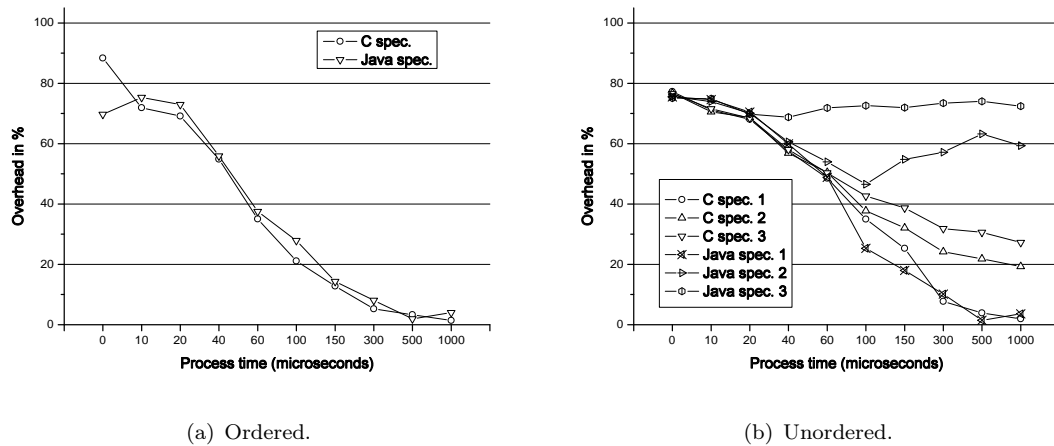 100
80
60
40
20
0
Overhead in %
C spec.
Java spec.
0 10 20 40 60 100 150 300 500 1000
Process time (microseconds)
(a) Ordered.
100
80
60
40
20
0
Overhead in %
C spec. 1
C spec. 2
C spec. 3
Java spec. 1
Java spec. 2
Java spec. 3
0 10 20 40 60 100 150 300 500 1000
Process time (microseconds)
(b) Unordered.